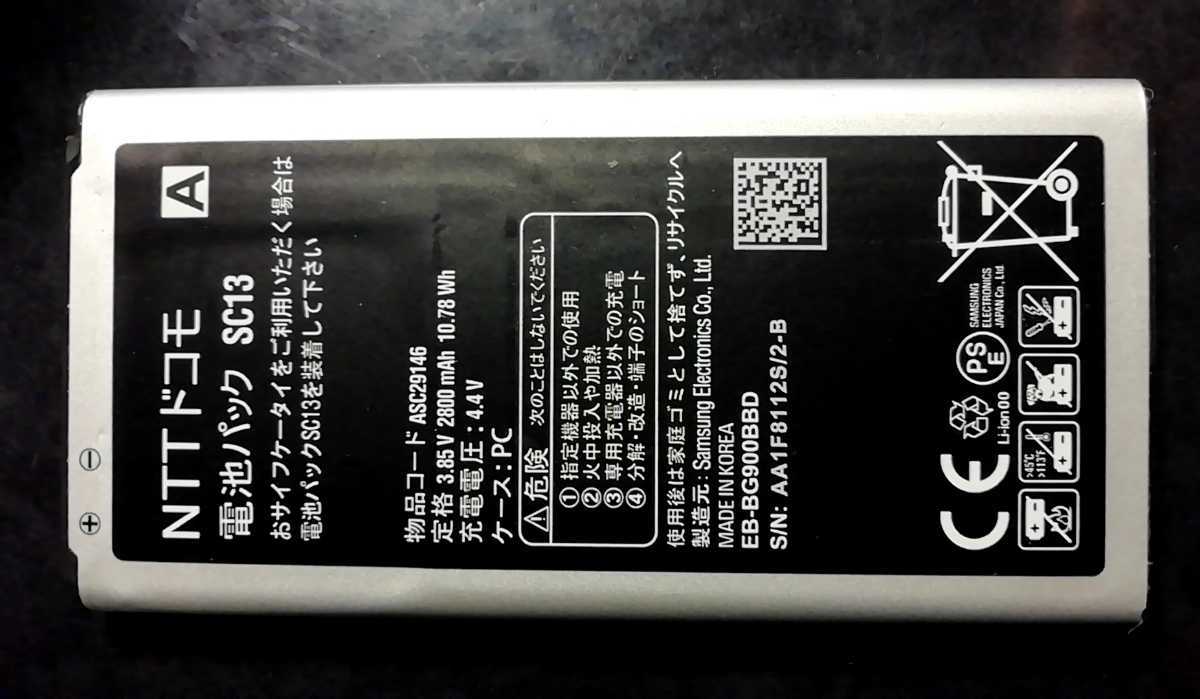 A
NTTドコモ
電池パック SC13
おサイフケータイをご利用いただく場合は
電池パックSC13を装着して下さい
物品コード ASC29146
定格 3.85 V 2800 mAh 10.78 Wh
充電電圧:4.4 V
ケース:PC
危険 次のことはしないでください
① 指定機器以外での使用
② 火中投入や加熱
③ 専用充電器以外での充電
④ 分解・改造・端子のショート
使用後は家庭ゴミとして捨てず、リサイクルへ
製造元:Samsung Electronics Co., Ltd.
MADE IN KOREA
EB-BG900BBD
S/N: AA1F8112S/2-B
CE
Li-ion 00
PSE
SAMSUNG
ELECTRONICS
JAPAN Co., Ltd.
>45°C
>113°F